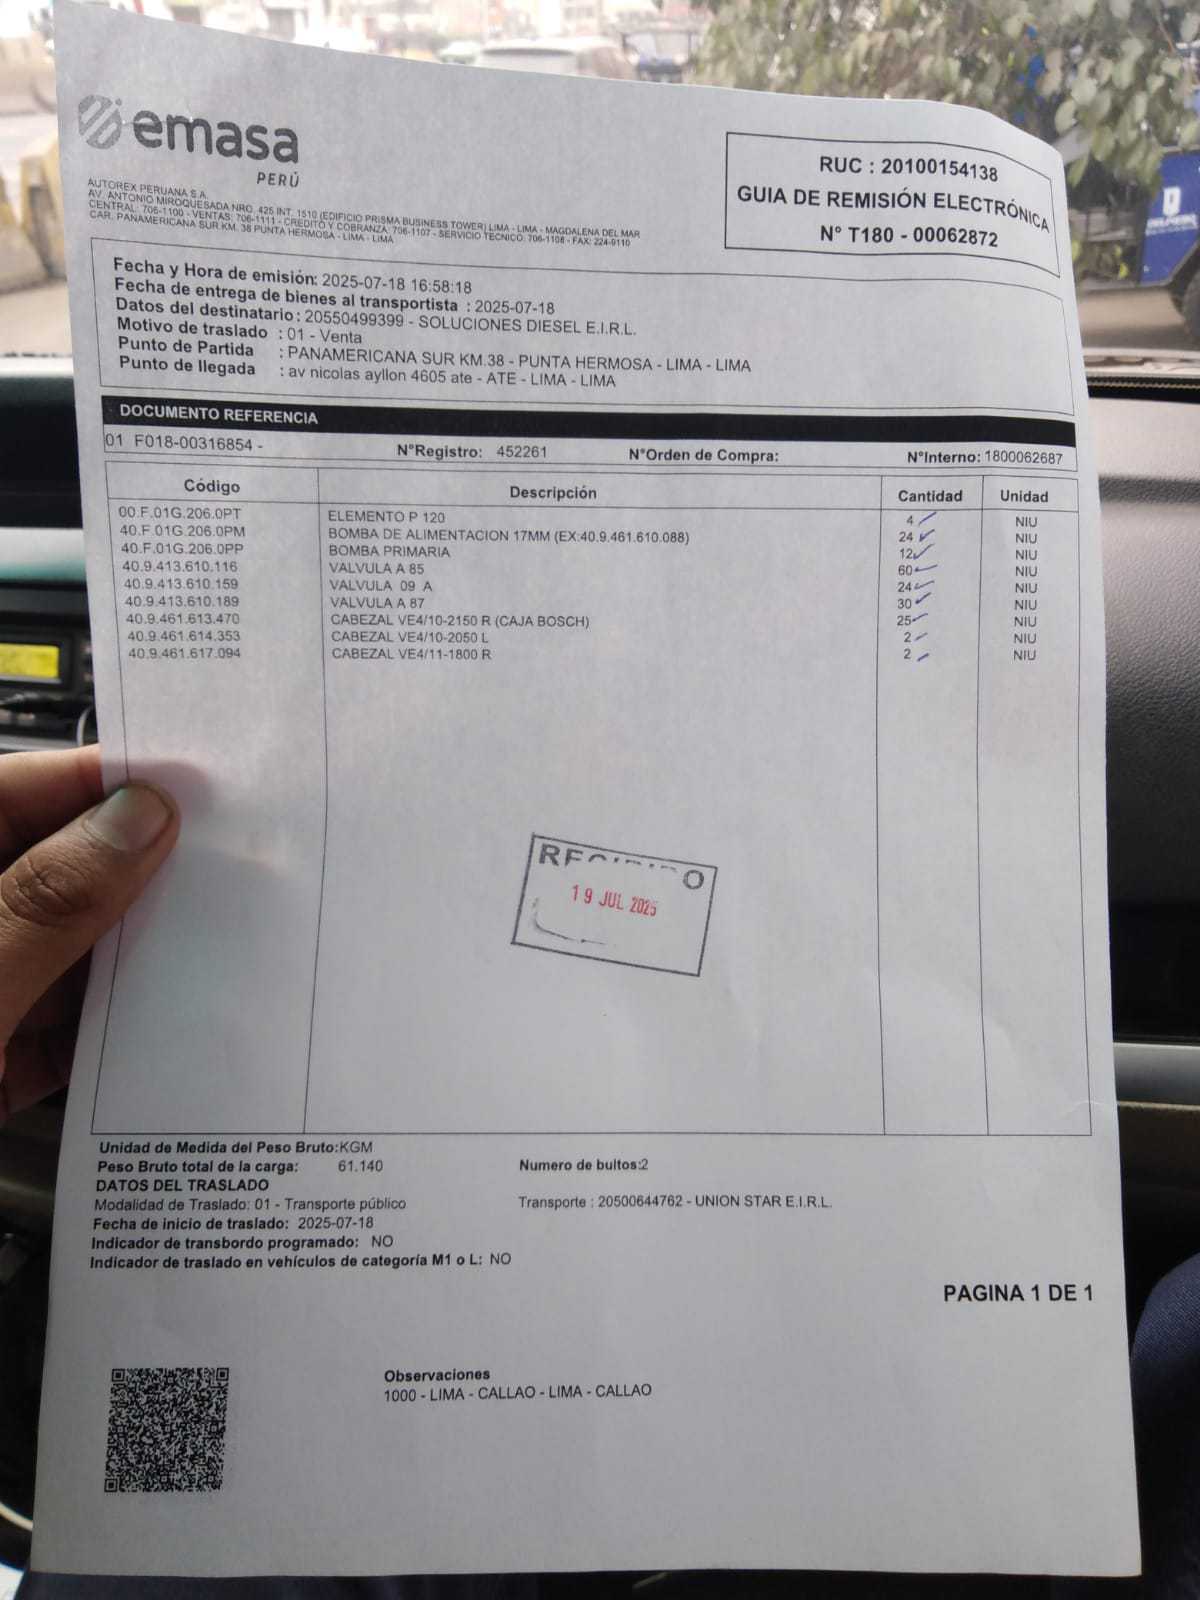 emasa
PERÚ
AUTOREX PERUANA S.A.
AV. ANTONIO MIROQUESADA NRO. 425 INT. 1510 (EDIFICIO PRISMA BUSINESS TOWER) LIMA - LIMA - MAGDALENA DEL MAR
CENTRAL: 706-1100 - VENTAS: 706-1111 - CREDITO Y COBRANZA: 706-1107 - SERVICIO TECNICO: 706-1108 - FAX: 224-9110
CAR. PANAMERICANA SUR KM. 38 PUNTA HERMOSA - LIMA - LIMA
RUC : 20100154138
GUIA DE REMISIÓN ELECTRÓNICA
N° T180 - 00062872
Fecha y Hora de emisión: 2025-07-18 16:58:18
Fecha de entrega de bienes al transportista : 2025-07-18
Datos del destinatario : 20550499399 - SOLUCIONES DIESEL E.I.R.L.
Motivo de traslado : 01 - Venta
Punto de Partida : PANAMERICANA SUR KM.38 - PUNTA HERMOSA - LIMA - LIMA
Punto de llegada : av nicolas ayllon 4605 ate - ATE - LIMA - LIMA
DOCUMENTO REFERENCIA
01 F018-00316854 - N°Registro: 452261 N°Orden de Compra: N°Interno: 1800062687
Código Descripción Cantidad Unidad
00.F.01G.206.0PT ELEMENTO P 120 4 NIU
40.F.01G.206.0PM BOMBA DE ALIMENTACION 17MM (EX:40.9.461.610.088) 24 NIU
40.F.01G.206.0PP BOMBA PRIMARIA 12 NIU
40.9.413.610.116 VALVULA A 85 60 NIU
40.9.413.610.159 VALVULA 09 A 24 NIU
40.9.413.610.189 VALVULA A 87 30 NIU
40.9.461.613.470 CABEZAL VE4/10-2150 R (CAJA BOSCH) 25 NIU
40.9.461.614.353 CABEZAL VE4/10-2050 L 2 NIU
40.9.461.617.094 CABEZAL VE4/11-1800 R 2 NIU
RECIBIDO
19 JUL 2025
Unidad de Medida del Peso Bruto:KGM
Peso Bruto total de la carga: 61.140 Numero de bultos:2
DATOS DEL TRASLADO
Modalidad de Traslado: 01 - Transporte público Transporte : 20500644762 - UNION STAR E.I.R.L.
Fecha de inicio de traslado: 2025-07-18
Indicador de transbordo programado: NO
Indicador de traslado en vehículos de categoría M1 o L: NO
PAGINA 1 DE 1
Observaciones
1000 - LIMA - CALLAO - LIMA - CALLAO